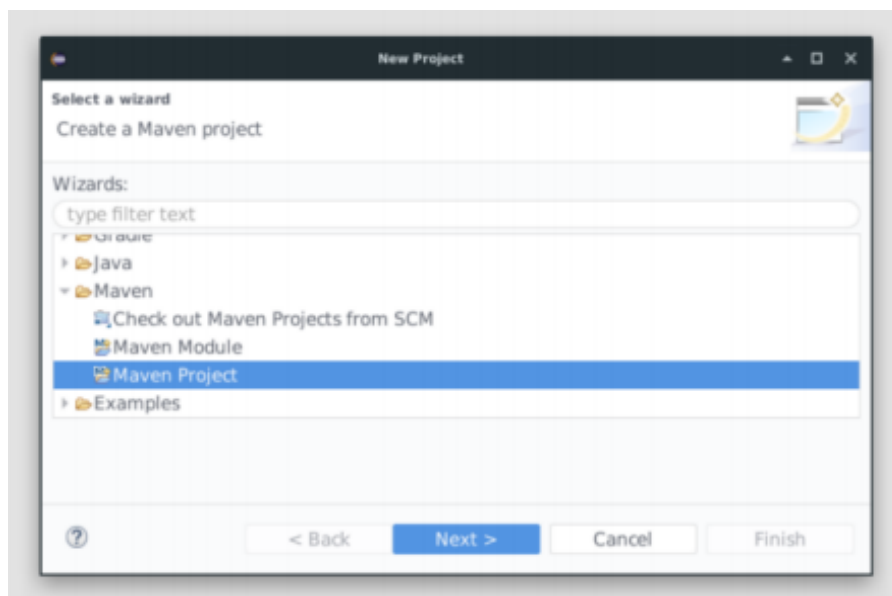 New Project
Select a wizard
Create a Maven project
Wizards:
type filter text
Gradle
Java
Maven
Check out Maven Projects from SCM
Maven Module
Maven Project
Examples
< Back Next > Cancel Finish